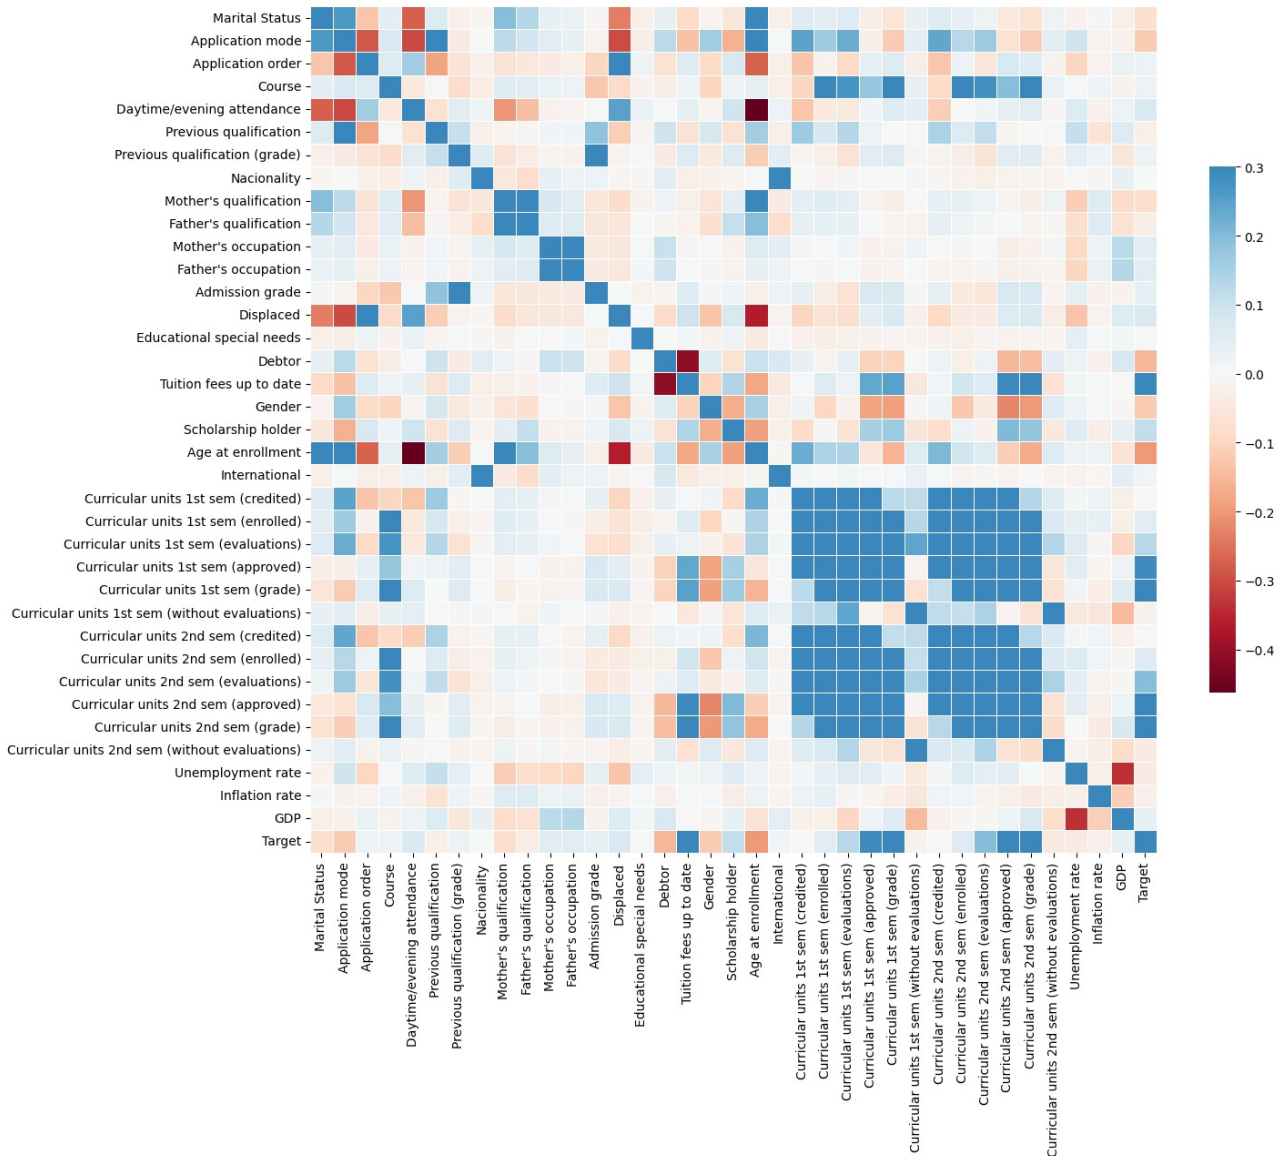 Marital Status
Application mode
Application order
Course
Daytime/evening attendance
Previous qualification
Previous qualification (grade)
Nacionality
Mother's qualification
Father's qualification
Mother's occupation
Father's occupation
Admission grade
Displaced
Educational special needs
Debtor
Tuition fees up to date
Gender
Scholarship holder
Age at enrollment
International
Curricular units 1st sem (credited)
Curricular units 1st sem (enrolled)
Curricular units 1st sem (evaluations)
Curricular units 1st sem (approved)
Curricular units 1st sem (grade)
Curricular units 1st sem (without evaluations)
Curricular units 2nd sem (credited)
Curricular units 2nd sem (enrolled)
Curricular units 2nd sem (evaluations)
Curricular units 2nd sem (approved)
Curricular units 2nd sem (grade)
Curricular units 2nd sem (without evaluations)
Unemployment rate
Inflation rate
GDP
Target
Marital Status
Application mode
Application order
Course
Daytime/evening attendance
Previous qualification
Previous qualification (grade)
Nacionality
Mother's qualification
Father's qualification
Mother's occupation
Father's occupation
Admission grade
Displaced
Educational special needs
Debtor
Tuition fees up to date
Gender
Scholarship holder
Age at enrollment
International
Curricular units 1st sem (credited)
Curricular units 1st sem (enrolled)
Curricular units 1st sem (evaluations)
Curricular units 1st sem (approved)
Curricular units 1st sem (grade)
Curricular units 1st sem (without evaluations)
Curricular units 2nd sem (credited)
Curricular units 2nd sem (enrolled)
Curricular units 2nd sem (evaluations)
Curricular units 2nd sem (approved)
Curricular units 2nd sem (grade)
Curricular units 2nd sem (without evaluations)
Unemployment rate
Inflation rate
GDP
Target
0.3
0.2
0.1
0.0
−0.1
−0.2
−0.3
−0.4